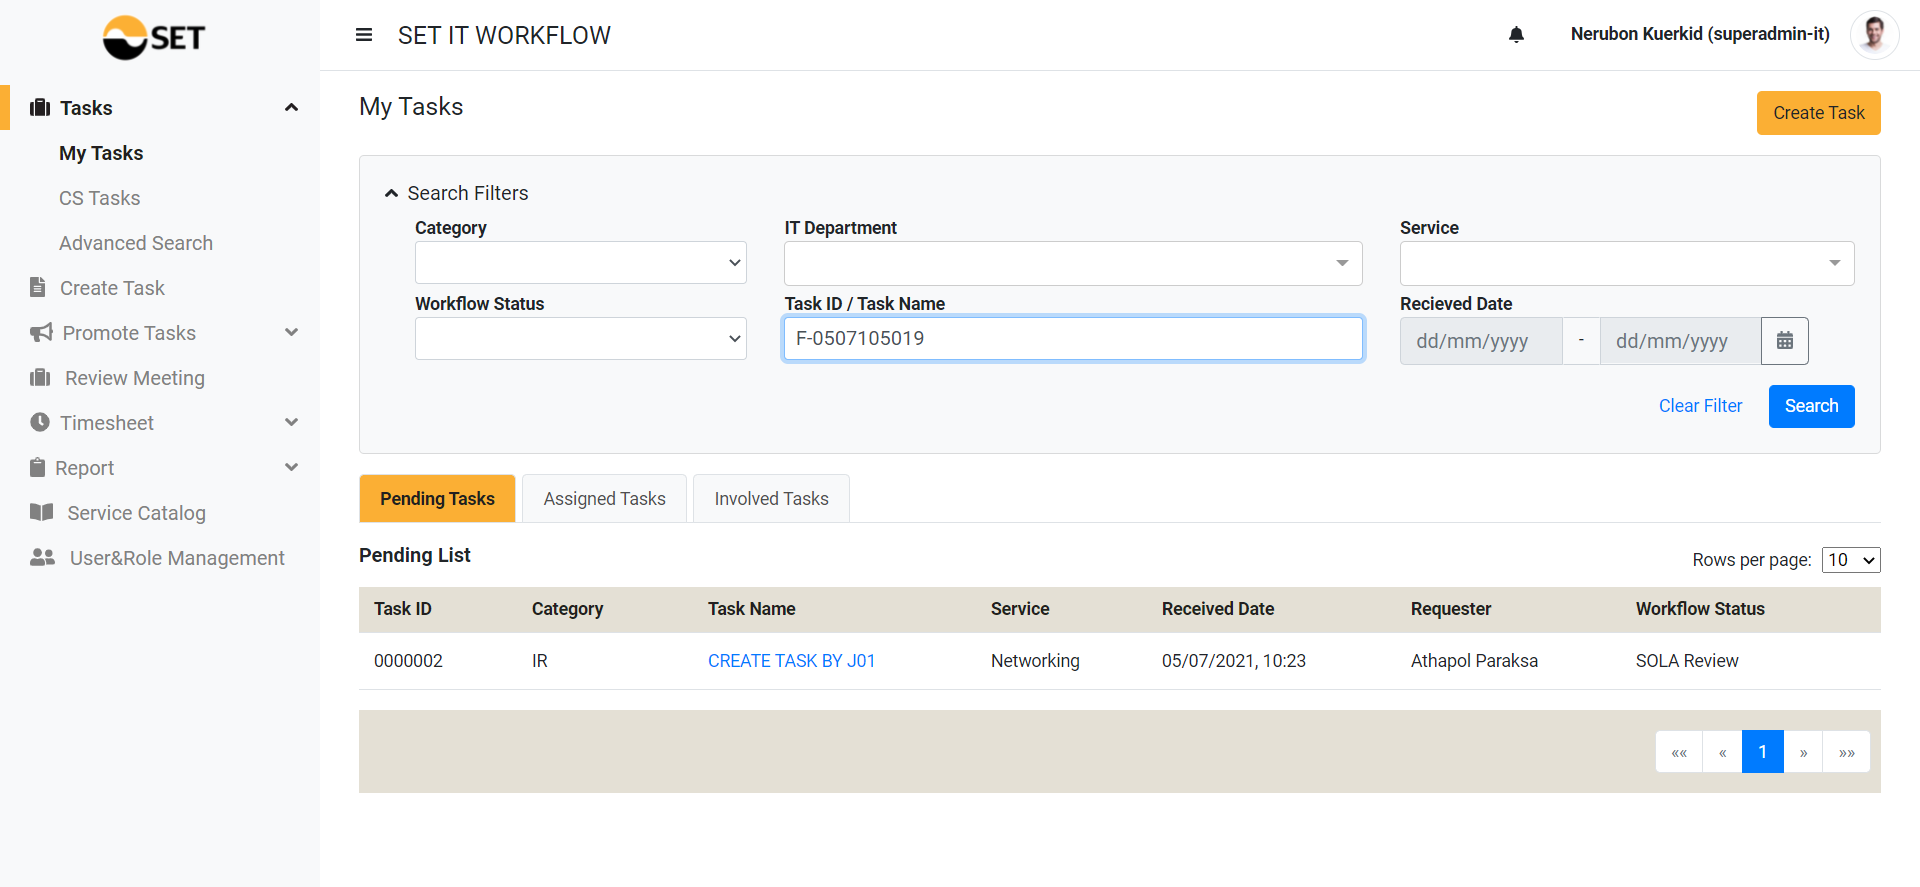 SET
SET IT WORKFLOW
Nerubon Kuerkid (superadmin-it)
Tasks
My Tasks
CS Tasks
Advanced Search
Create Task
Promote Tasks
Review Meeting
Timesheet
Report
Service Catalog
User&Role Management
My Tasks
Create Task
Search Filters
Category
IT Department
Service
Workflow Status
Task ID / Task Name
Recieved Date
F-0507105019
dd/mm/yyyy - dd/mm/yyyy
Clear Filter
Search
Pending Tasks
Assigned Tasks
Involved Tasks
Pending List
Rows per page: 10
Task ID Category Task Name Service Received Date Requester Workflow Status
0000002 IR CREATE TASK BY J01 Networking 05/07/2021, 10:23 Athapol Paraksa SOLA Review
«« « 1 » »»